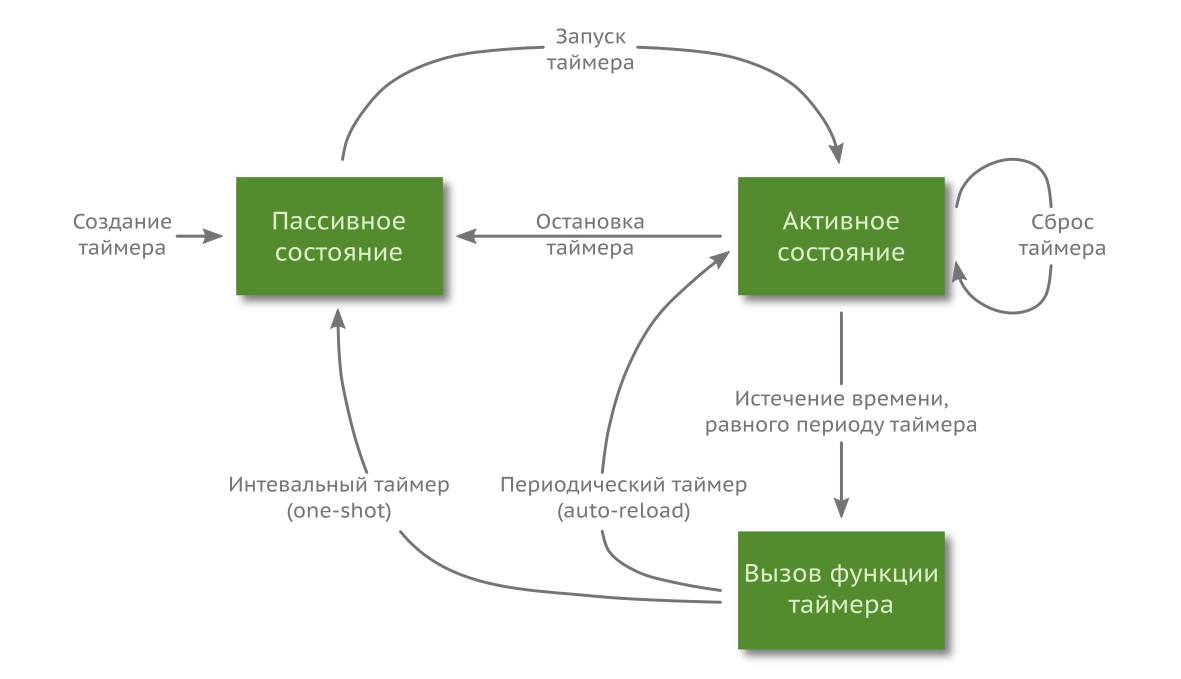 Запуск
таймера
Создание
таймера
Пассивное
состояние
Остановка
таймера
Активное
состояние
Сброс
таймера
Истечение времени,
равного периоду таймера
Интевальный таймер
(one-shot)
Периодический таймер
(auto-reload)
Вызов функции
таймера